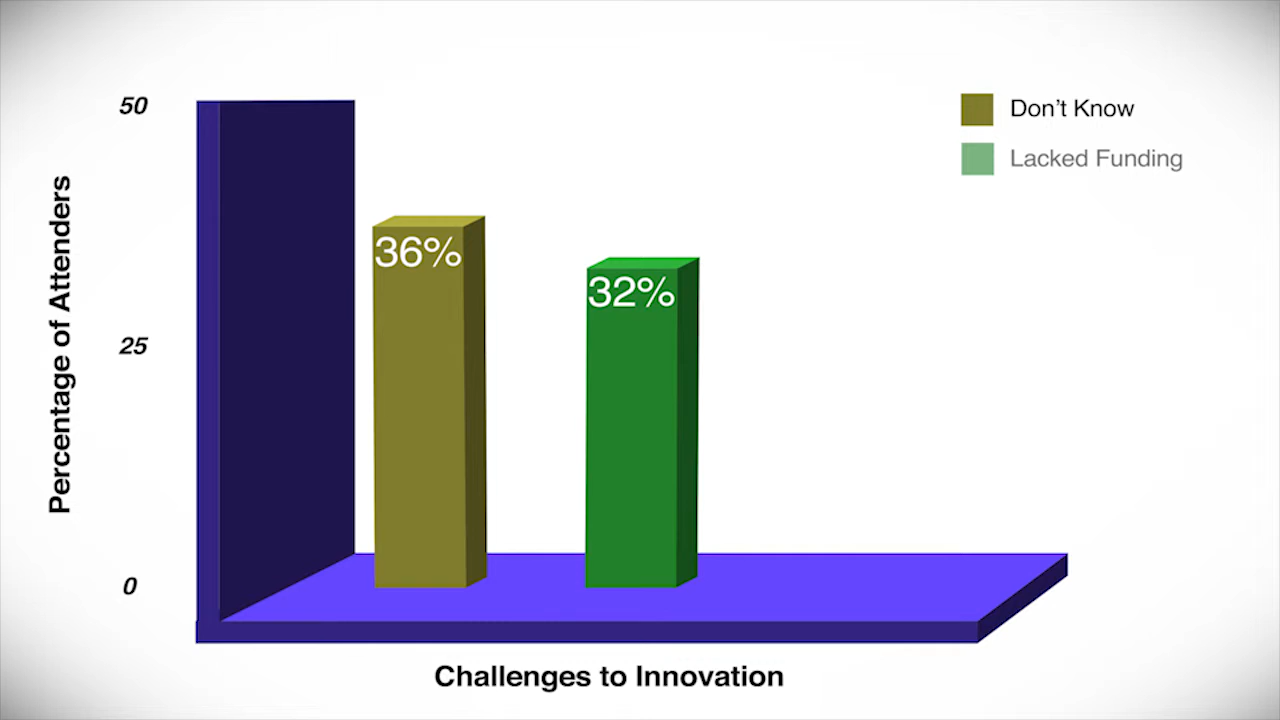 50
Don't Know
Lacked Funding
36%
32%
25
0
Percentage of Attenders
Challenges to Innovation